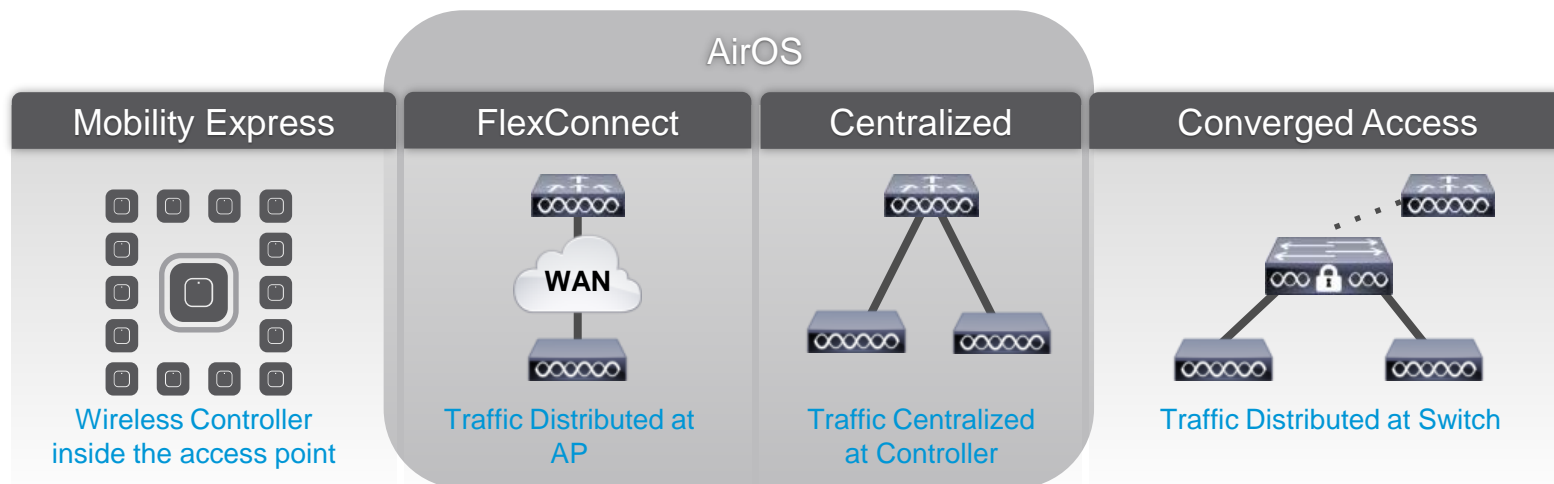 AirOS
Mobility Express
FlexConnect
Centralized
Converged Access
WAN
Wireless Controller
inside the access point
Traffic Distributed at
AP
Traffic Centralized
at Controller
Traffic Distributed at Switch